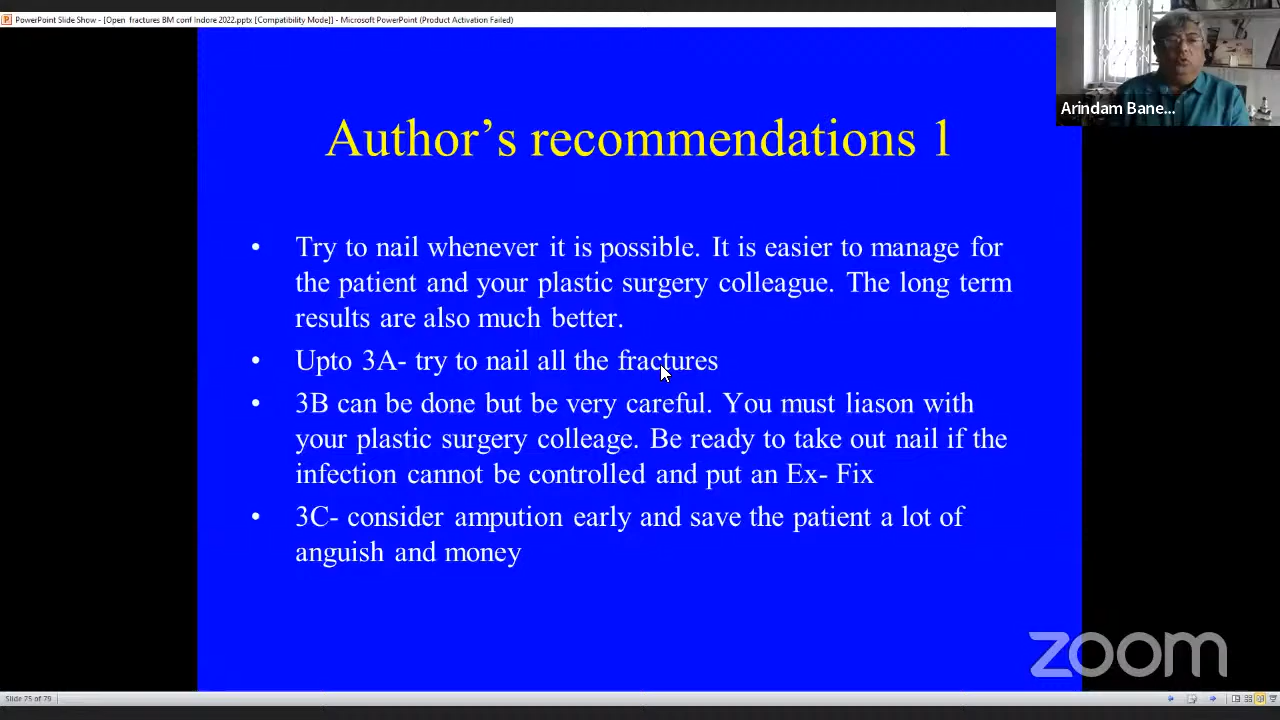 PowerPoint Slide Show - [Open fractures BM conf Indore 2022.pptx [Compatibility Mode]] - Microsoft PowerPoint (Product Activation Failed)
Arindam Bane...
Author's recommendations 1
• Try to nail whenever it is possible. It is easier to manage for
the patient and your plastic surgery colleague. The long term
results are also much better.
• Upto 3A- try to nail all the fractures
• 3B can be done but be very careful. You must liason with
your plastic surgery colleage. Be ready to take out nail if the
infection cannot be controlled and put an Ex- Fix
• 3C- consider ampution early and save the patient a lot of
anguish and money
zoom
Slide 75 of 79